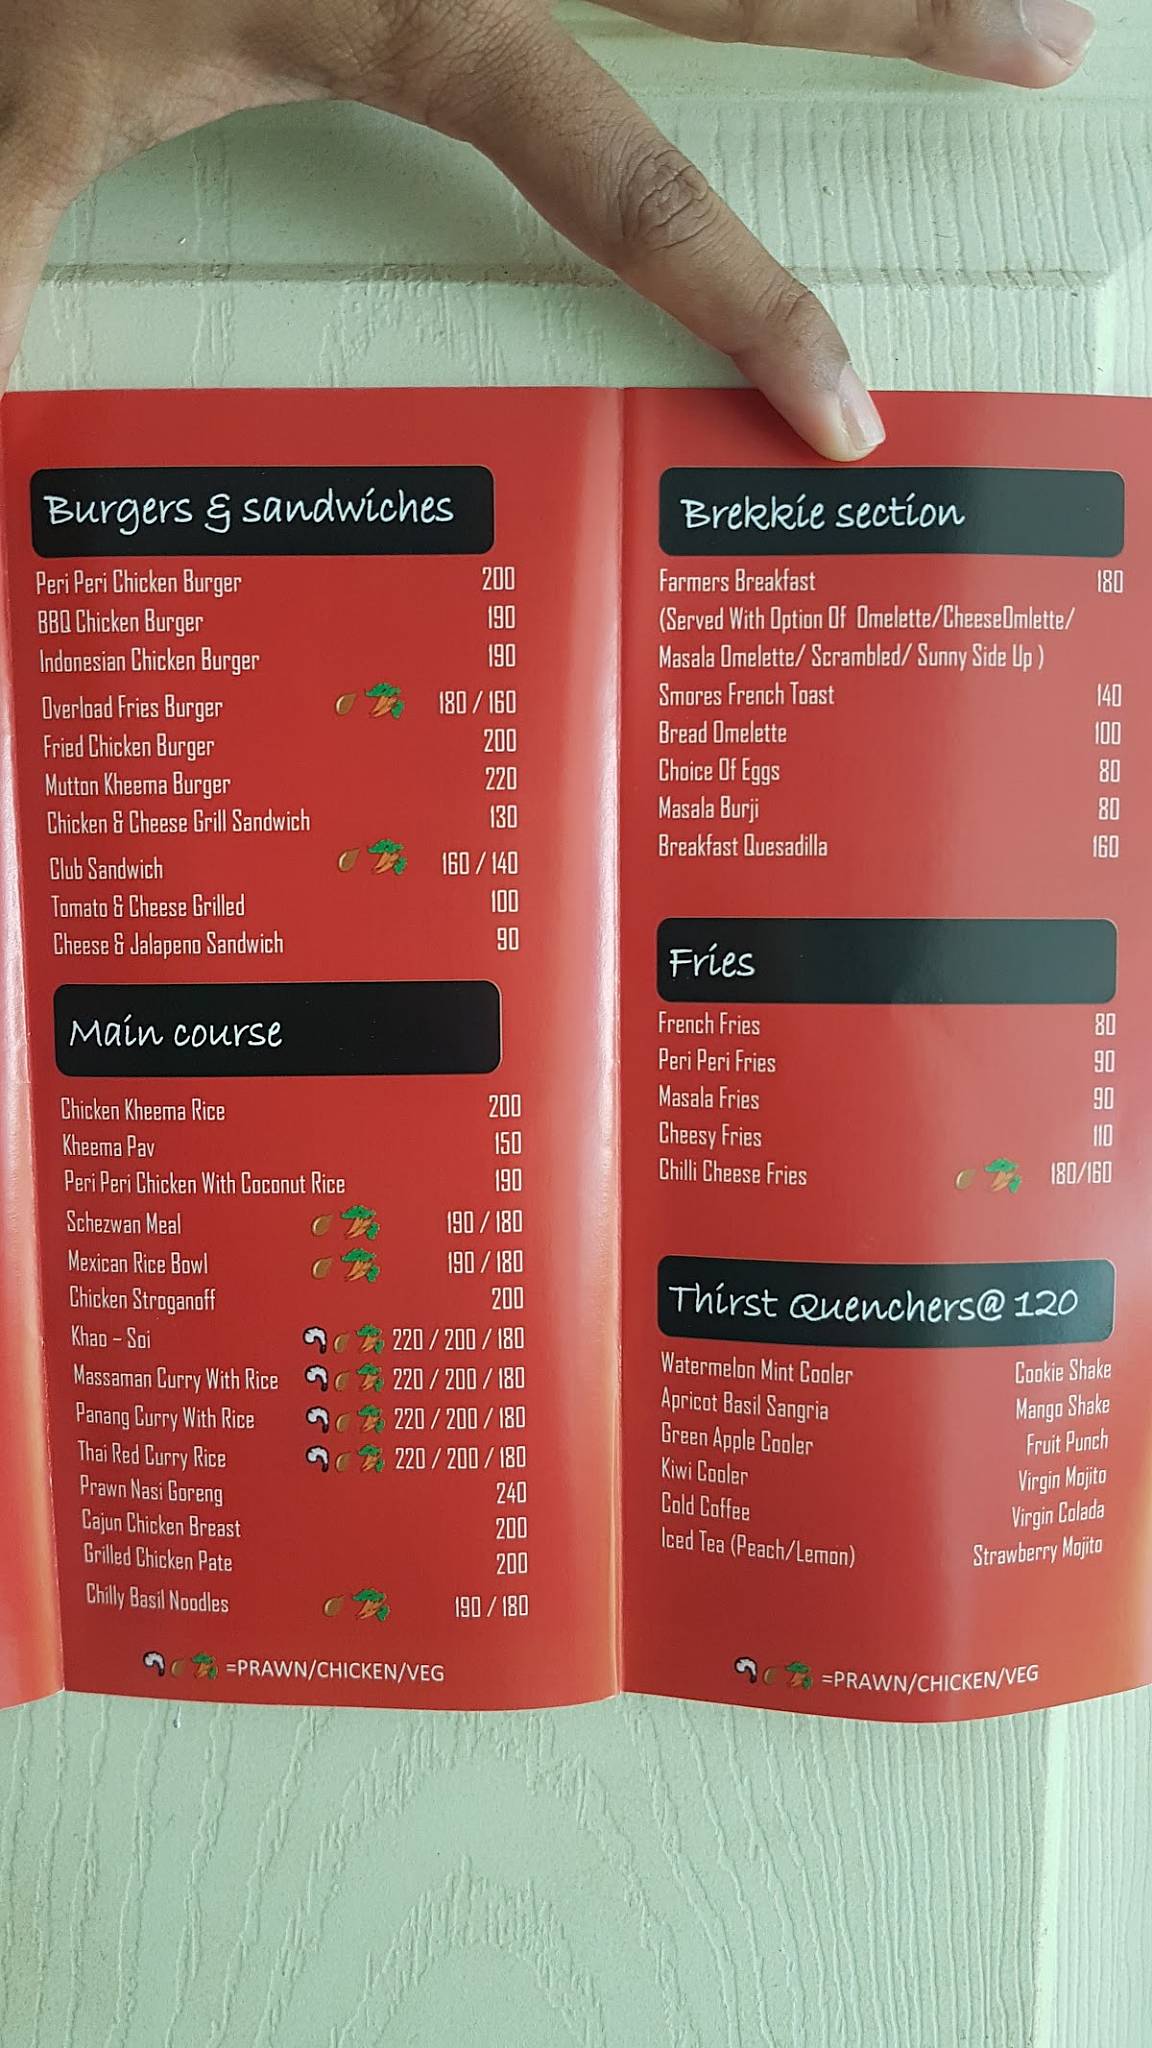 Burgers & sandwiches
Peri Peri Chicken Burger 200
BBQ Chicken Burger 190
Indonesian Chicken Burger 190
Overload Fries Burger 180 / 160
Fried Chicken Burger 200
Mutton Kheema Burger 220
Chicken & Cheese Grill Sandwich 130
Club Sandwich 160 / 140
Tomato & Cheese Grilled 100
Cheese & Jalapeno Sandwich 90
Main course
Chicken Kheema Rice 200
Kheema Pav 150
Peri Peri Chicken With Coconut Rice 190
Schezwan Meal 190 / 180
Mexican Rice Bowl 190 / 180
Chicken Stroganoff 200
Khao - Soi 220 / 200 / 180
Massaman Curry With Rice 220 / 200 / 180
Panang Curry With Rice 220 / 200 / 180
Thai Red Curry Rice 220 / 200 / 180
Prawn Nasi Goreng 240
Cajun Chicken Breast 200
Grilled Chicken Pate 200
Chilly Basil Noodles 190 / 180
=PRAWN/CHICKEN/VEG
Brekkie section
Farmers Breakfast 180
(Served With Option Of Omelette/CheeseOmlette/
Masala Omelette/ Scrambled/ Sunny Side Up )
Smores French Toast 140
Bread Omelette 100
Choice Of Eggs 80
Masala Burji 80
Breakfast Quesadilla 160
Fries
French Fries 80
Peri Peri Fries 90
Masala Fries 90
Cheesy Fries 110
Chilli Cheese Fries 180/160
Thirst Quenchers@ 120
Watermelon Mint Cooler Cookie Shake
Apricot Basil Sangria Mango Shake
Green Apple Cooler Fruit Punch
Kiwi Cooler Virgin Mojito
Cold Coffee Virgin Colada
Iced Tea (Peach/Lemon) Strawberry Mojito
=PRAWN/CHICKEN/VEG